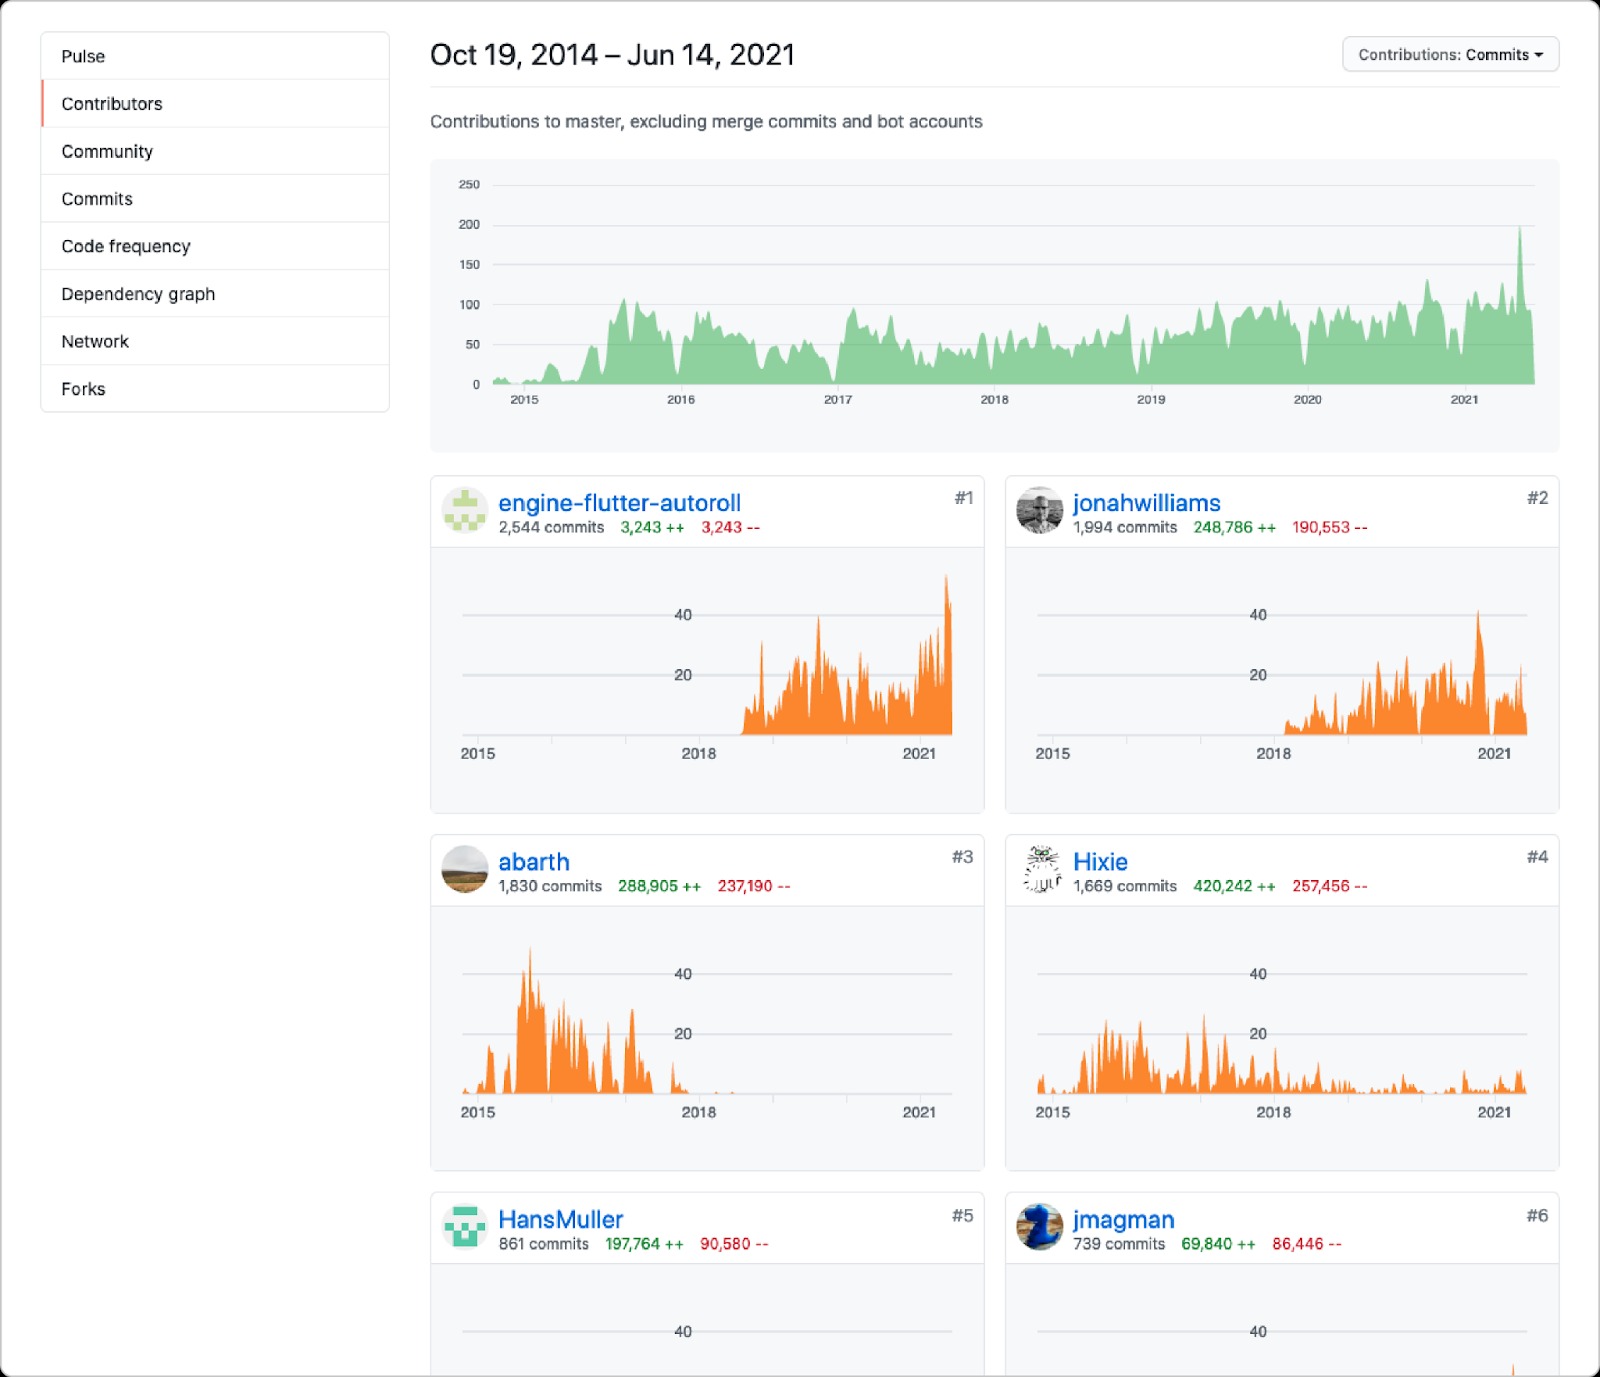 Pulse
Contributors
Community
Commits
Code frequency
Dependency graph
Network
Forks
Oct 19, 2014 – Jun 14, 2021
Contributions: Commits
Contributions to master, excluding merge commits and bot accounts
250
200
150
100
50
0
2015 2016 2017 2018 2019 2020 2021
engine-flutter-autoroll #1
2,544 commits 3,243 ++ 3,243 --
40
20
2015 2018 2021
jonahwilliams #2
1,994 commits 248,786 ++ 190,553 --
40
20
2015 2018 2021
abarth #3
1,830 commits 288,905 ++ 237,190 --
40
20
2015 2018 2021
Hixie #4
1,669 commits 420,242 ++ 257,456 --
40
20
2015 2018 2021
HansMuller #5
861 commits 197,764 ++ 90,580 --
40
jmagman #6
739 commits 69,840 ++ 86,446 --
40